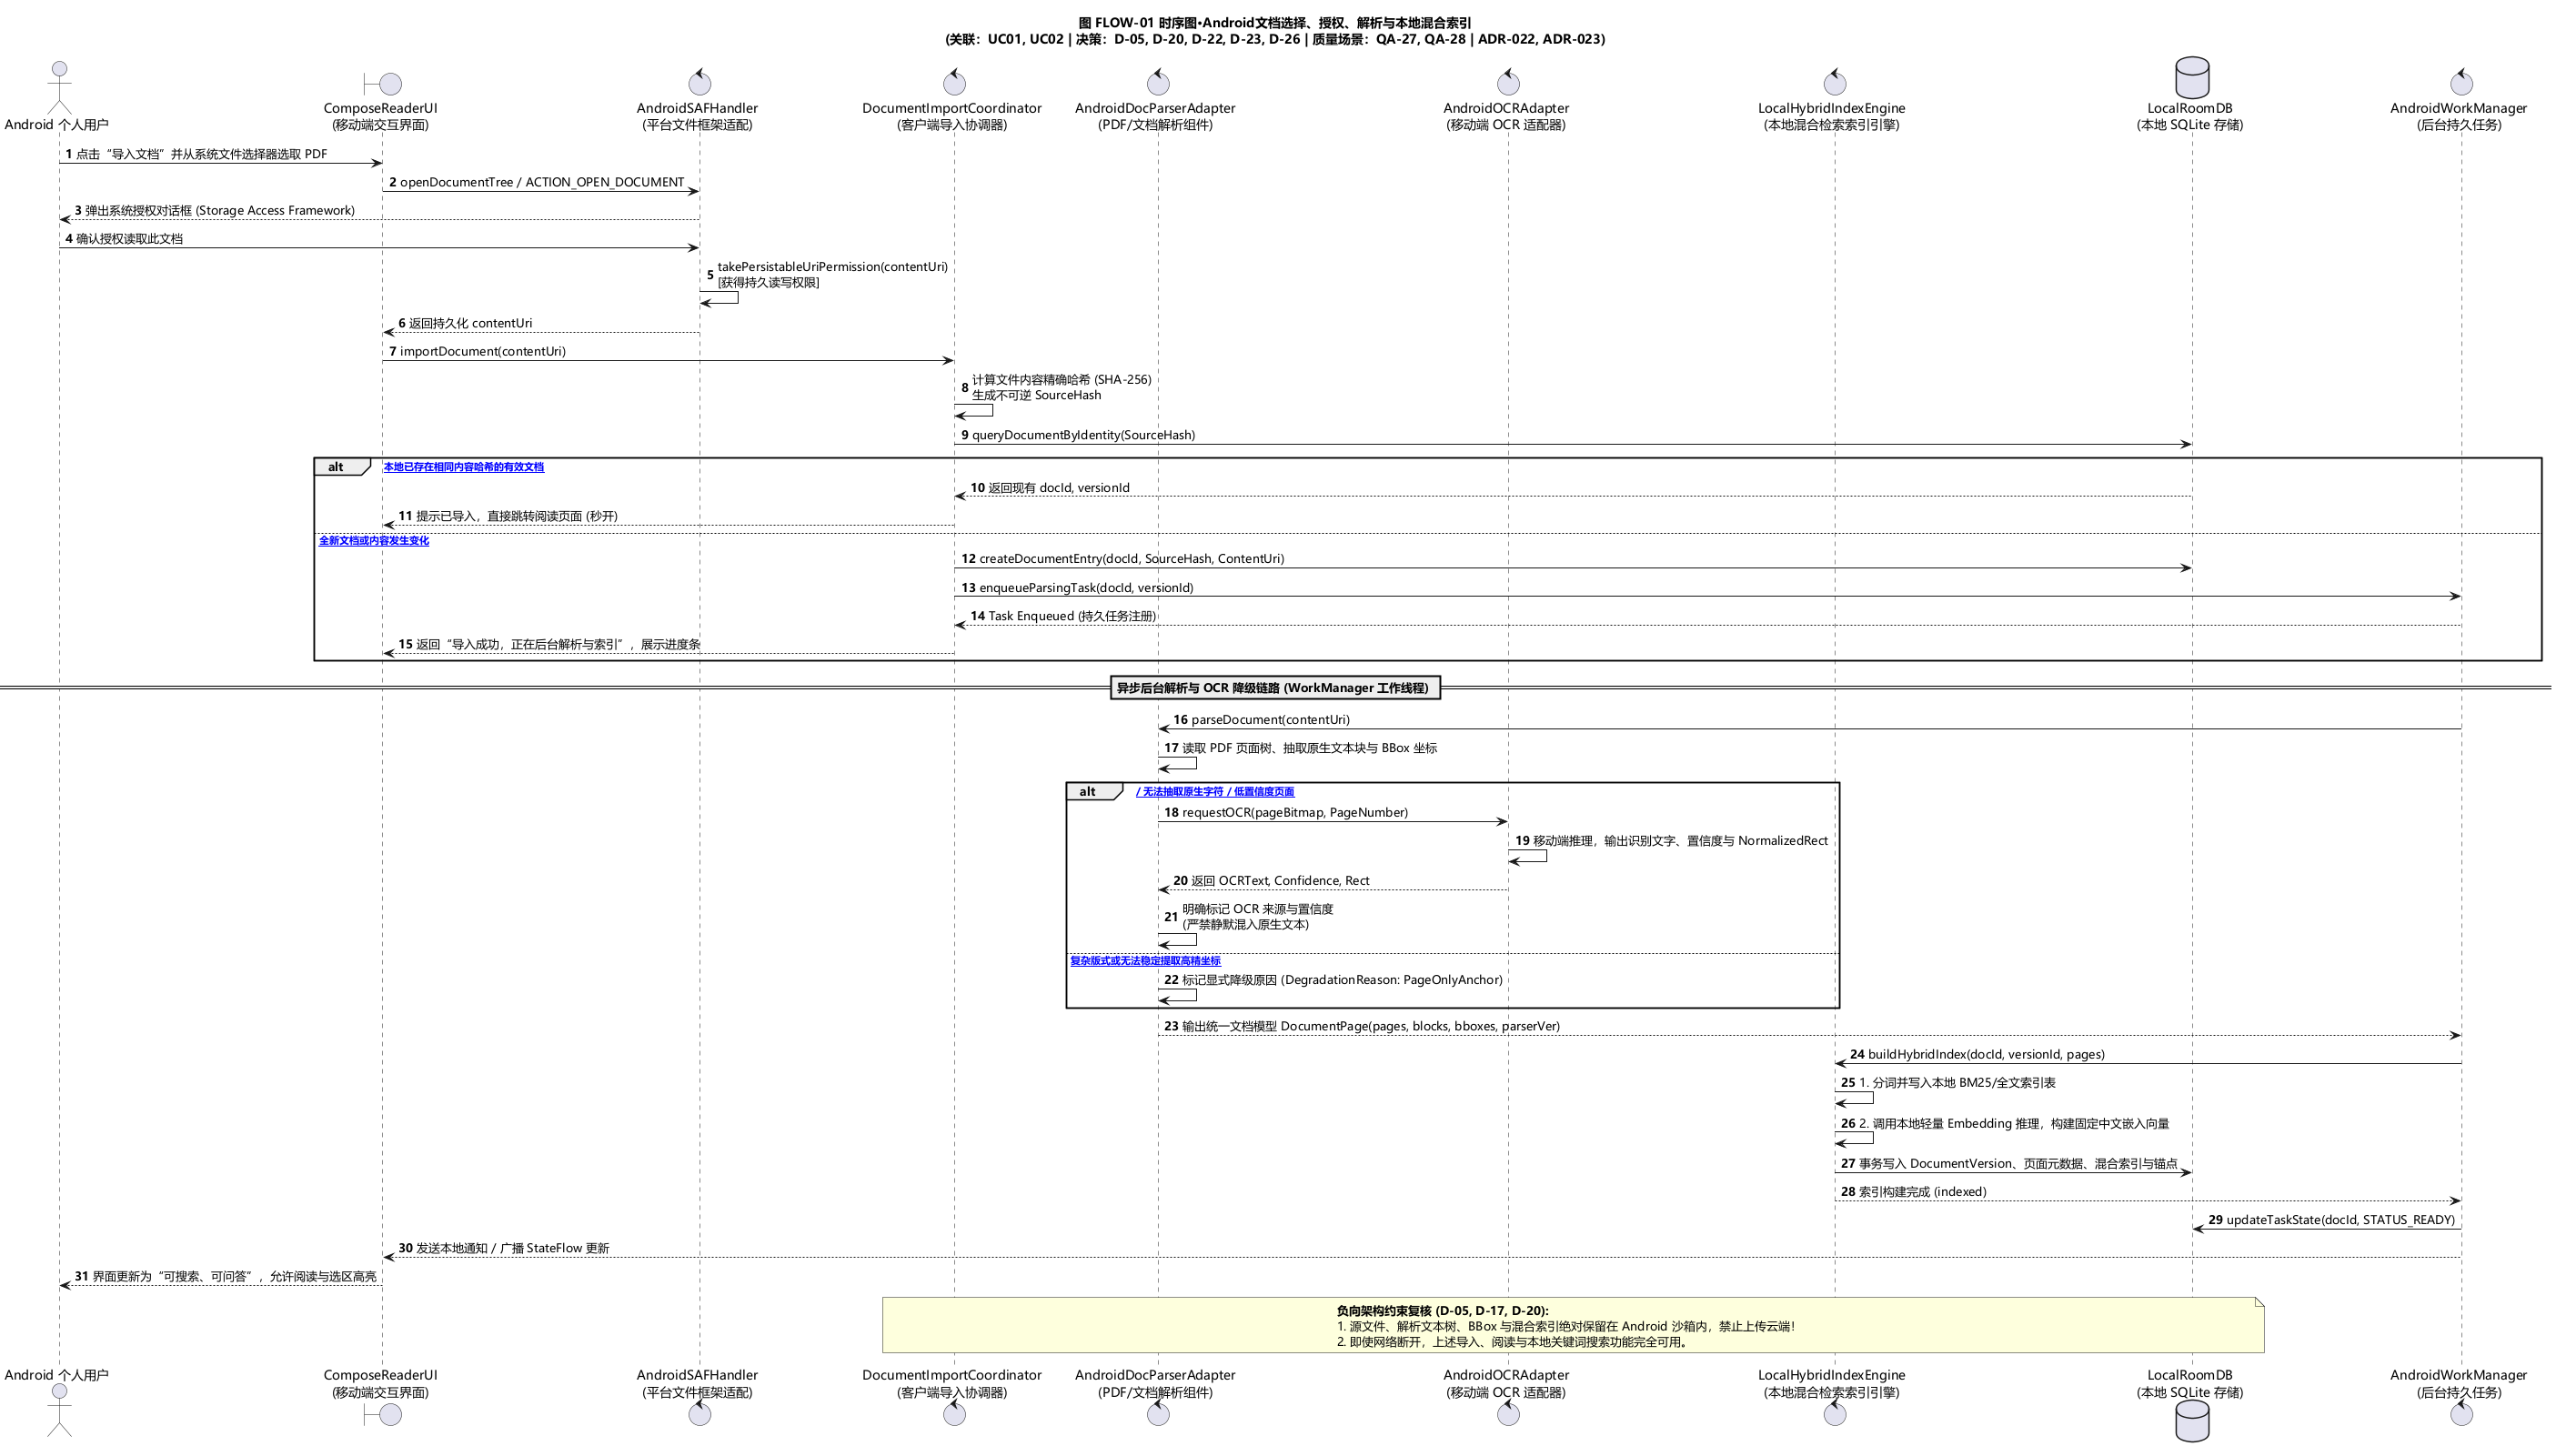 图 FLOW-01 时序图•Android文档选择、授权、解析与本地混合索引
(关联：UC01, UC02 | 决策：D-05, D-20, D-22, D-23, D-26 | 质量场景：QA-27, QA-28 | ADR-022, ADR-023)
Android 个人用户
ComposeReaderUI
(移动端交互界面)
AndroidSAFHandler
(平台文件框架适配)
DocumentImportCoordinator
(客户端导入协调器)
AndroidDocParserAdapter
(PDF/文档解析组件)
AndroidOCRAdapter
(移动端 OCR 适配器)
LocalHybridIndexEngine
(本地混合检索索引引擎)
LocalRoomDB
(本地 SQLite 存储)
AndroidWorkManager
(后台持久任务)
1 点击“导入文档”并从系统文件选择器选取 PDF
2 openDocumentTree / ACTION_OPEN_DOCUMENT
3 弹出系统授权对话框 (Storage Access Framework)
4 确认授权读取此文档
5 takePersistableUriPermission(contentUri)
[获得持久读写权限]
6 返回持久化 contentUri
7 importDocument(contentUri)
8 计算文件内容精确哈希 (SHA-256)
生成不可逆 SourceHash
9 queryDocumentByIdentity(SourceHash)
alt 本地已存在相同内容哈希的有效文档
10 返回现有 docId, versionId
11 提示已导入，直接跳转阅读页面 (秒开)
全新文档或内容发生变化
12 createDocumentEntry(docId, SourceHash, ContentUri)
13 enqueueParsingTask(docId, versionId)
14 Task Enqueued (持久任务注册)
15 返回“导入成功，正在后台解析与索引”，展示进度条
异步后台解析与 OCR 降级链路 (WorkManager 工作线程)
16 parseDocument(contentUri)
17 读取 PDF 页面树、抽取原生文本块与 BBox 坐标
alt / 无法抽取原生字符 / 低置信度页面
18 requestOCR(pageBitmap, PageNumber)
19 移动端推理，输出识别文字、置信度与 NormalizedRect
20 返回 OCRText, Confidence, Rect
21 明确标记 OCR 来源与置信度
(严禁静默混入原生文本)
复杂版式或无法稳定提取高精坐标
22 标记显式降级原因 (DegradationReason: PageOnlyAnchor)
23 输出统一文档模型 DocumentPage(pages, blocks, bboxes, parserVer)
24 buildHybridIndex(docId, versionId, pages)
25 1. 分词并写入本地 BM25/全文索引表
26 2. 调用本地轻量 Embedding 推理，构建固定中文嵌入向量
27 事务写入 DocumentVersion、页面元数据、混合索引与锚点
28 索引构建完成 (indexed)
29 updateTaskState(docId, STATUS_READY)
30 发送本地通知 / 广播 StateFlow 更新
31 界面更新为“可搜索、可问答”，允许阅读与选区高亮
负向架构约束复核 (D-05, D-17, D-20):
1. 源文件、解析文本树、BBox 与混合索引绝对保留在 Android 沙箱内，禁止上传云端！
2. 即使网络断开，上述导入、阅读与本地关键词搜索功能完全可用。
Android 个人用户
ComposeReaderUI
(移动端交互界面)
AndroidSAFHandler
(平台文件框架适配)
DocumentImportCoordinator
(客户端导入协调器)
AndroidDocParserAdapter
(PDF/文档解析组件)
AndroidOCRAdapter
(移动端 OCR 适配器)
LocalHybridIndexEngine
(本地混合检索索引引擎)
LocalRoomDB
(本地 SQLite 存储)
AndroidWorkManager
(后台持久任务)